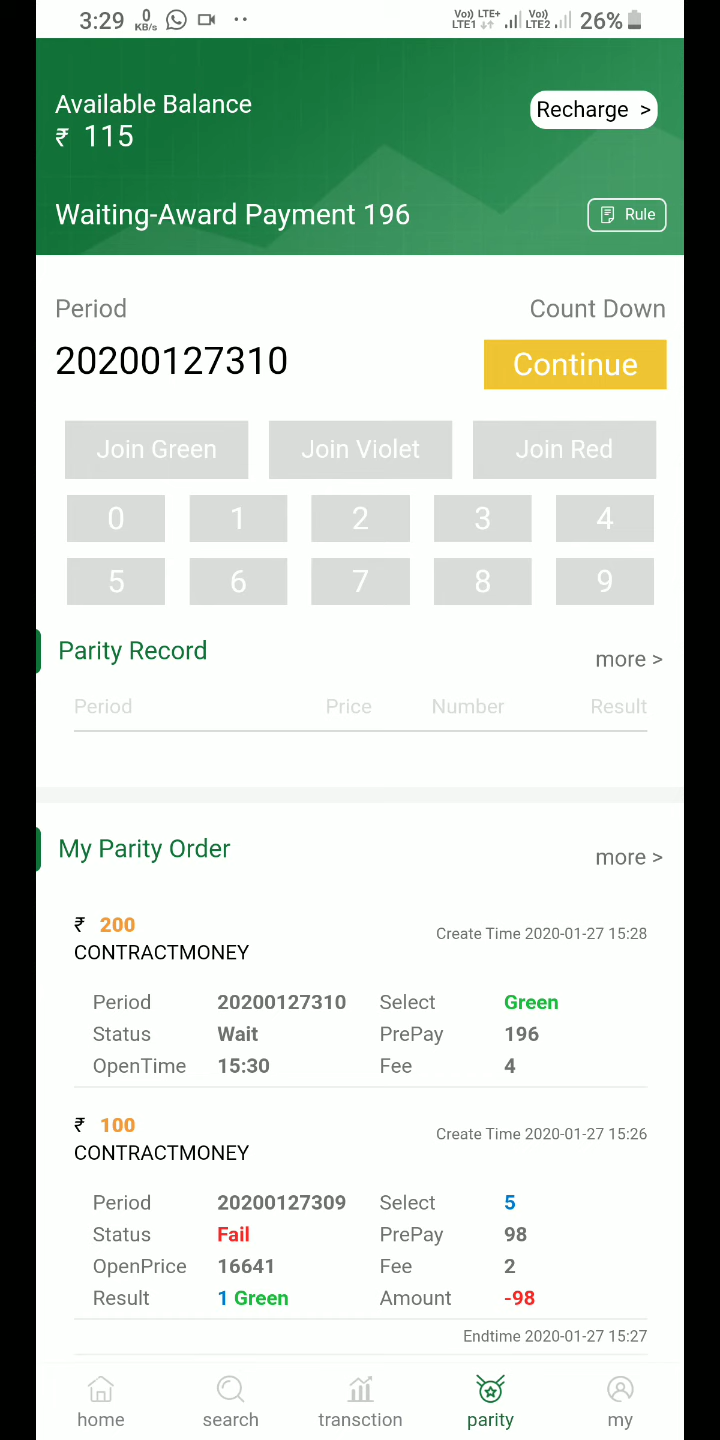 3:29 0 KB/s Vo)) LTE1 LTE+ Vo)) LTE2 26%
Available Balance
₹ 115
Recharge >
Waiting-Award Payment 196
Rule
Period Count Down
20200127310 Continue
Join Green Join Violet Join Red
0 1 2 3 4
5 6 7 8 9
Parity Record more >
Period Price Number Result
My Parity Order more >
₹ 200 Create Time 2020-01-27 15:28
CONTRACTMONEY
Period 20200127310 Select Green
Status Wait PrePay 196
OpenTime 15:30 Fee 4
₹ 100 Create Time 2020-01-27 15:26
CONTRACTMONEY
Period 20200127309 Select 5
Status Fail PrePay 98
OpenPrice 16641 Fee 2
Result 1 Green Amount -98
Endtime 2020-01-27 15:27
home search transction parity my